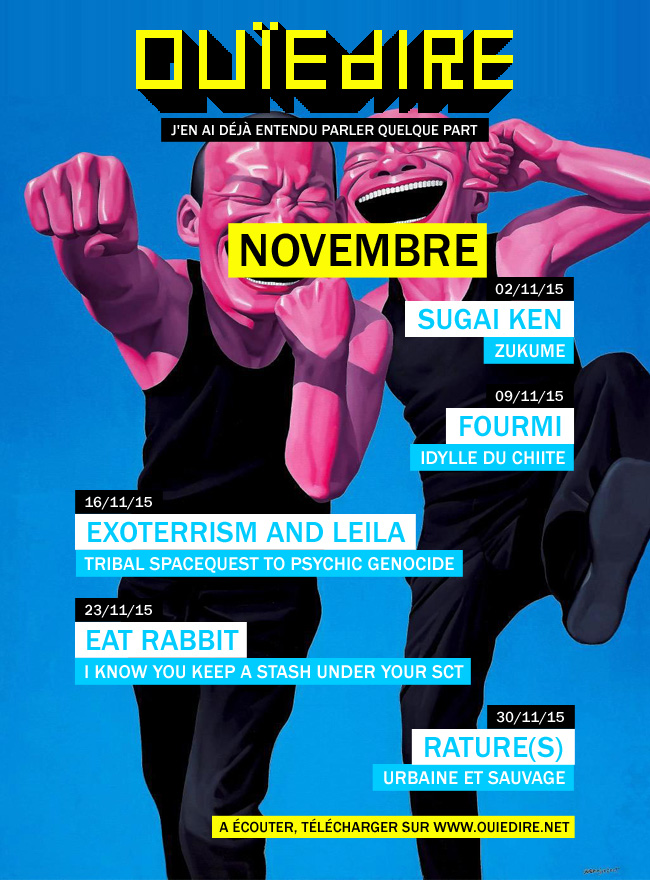 OUÏEDIRE
J'EN AI DÉJÀ ENTENDU PARLER QUELQUE PART
NOVEMBRE
02/11/15
SUGAI KEN
ZUKUME
09/11/15
FOURMI
IDYLLE DU CHIITE
16/11/15
EXOTERRISM AND LEILA
TRIBAL SPACEQUEST TO PSYCHIC GENOCIDE
23/11/15
EAT RABBIT
I KNOW YOU KEEP A STASH UNDER YOUR SCT
30/11/15
RATURE(S)
URBAINE ET SAUVAGE
A ÉCOUTER, TÉLÉCHARGER SUR WWW.OUIEDIRE.NET